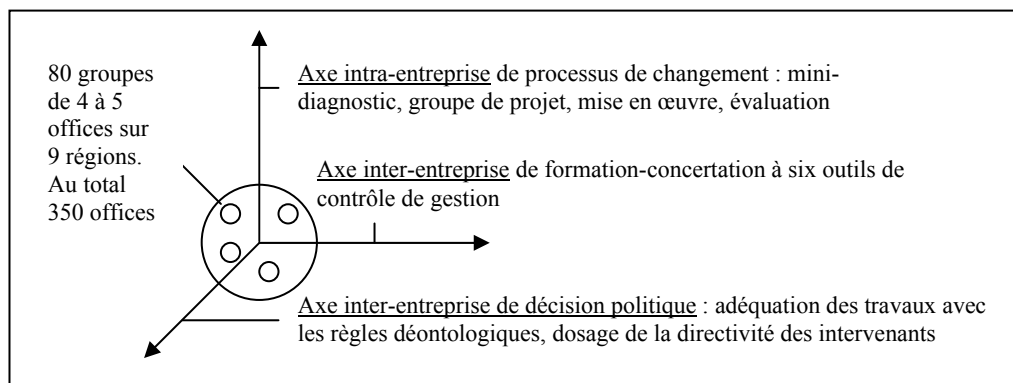 80 groupes
de 4 à 5
offices sur
9 régions.
Au total
350 offices
Axe intra-entreprise de processus de changement : mini-
diagnostic, groupe de projet, mise en œuvre, évaluation
Axe inter-entreprise de formation-concertation à six outils de
contrôle de gestion
Axe inter-entreprise de décision politique : adéquation des travaux avec
les règles déontologiques, dosage de la directivité des intervenants